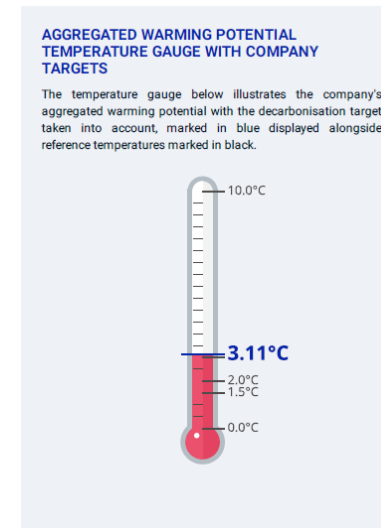 AGGREGATED WARMING POTENTIAL
TEMPERATURE GAUGE WITH COMPANY
TARGETS
The temperature gauge below illustrates the company's
aggregated warming potential with the decarbonisation target
taken into account, marked in blue displayed alongside
reference temperatures marked in black.
10.0°C
3.11°C
2.0°C
1.5°C
0.0°C